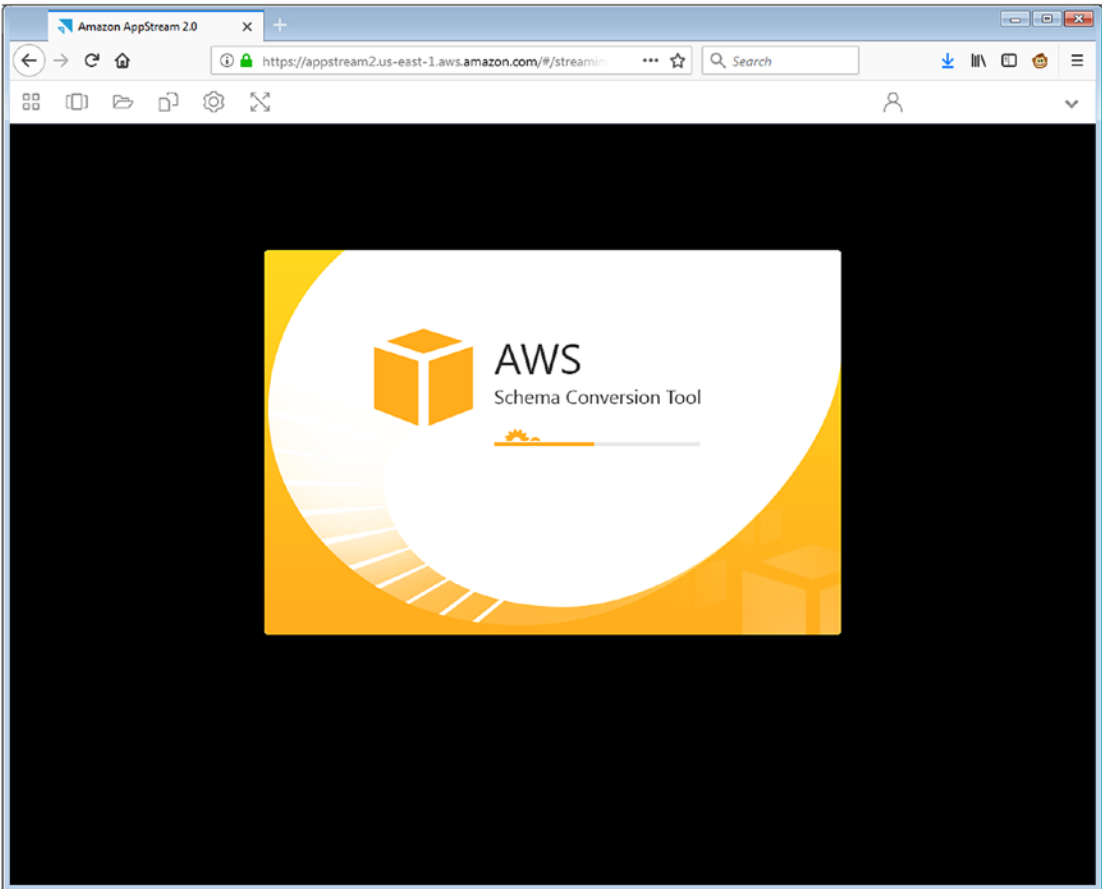 Amazon AppStream 2.0
https://appstream2.us-east-1.aws.amazon.com/#/streamin
Search
AWS
Schema Conversion Tool